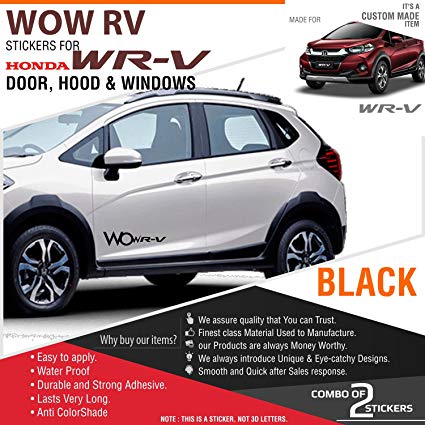 WOW RV
STICKERS FOR
HONDA WR-V
DOOR, HOOD & WINDOWS
MADE FOR
IT'S A
CUSTOM MADE
ITEM
WR-V
WOWR-V
BLACK
Why buy our items?
We assure quality that You can Trust.
Finest class Material Used to Manufacture.
our Products are always Money Worthy.
We always introduce Unique & Eye-catchy Designs.
Smooth and Quick after Sales response.
• Easy to apply.
• Water Proof
• Durable and Strong Adhesive.
• Lasts Very Long.
• Anti ColorShade
COMBO OF
2 STICKERS
NOTE : THIS IS A STICKER. NOT 3D LETTERS.